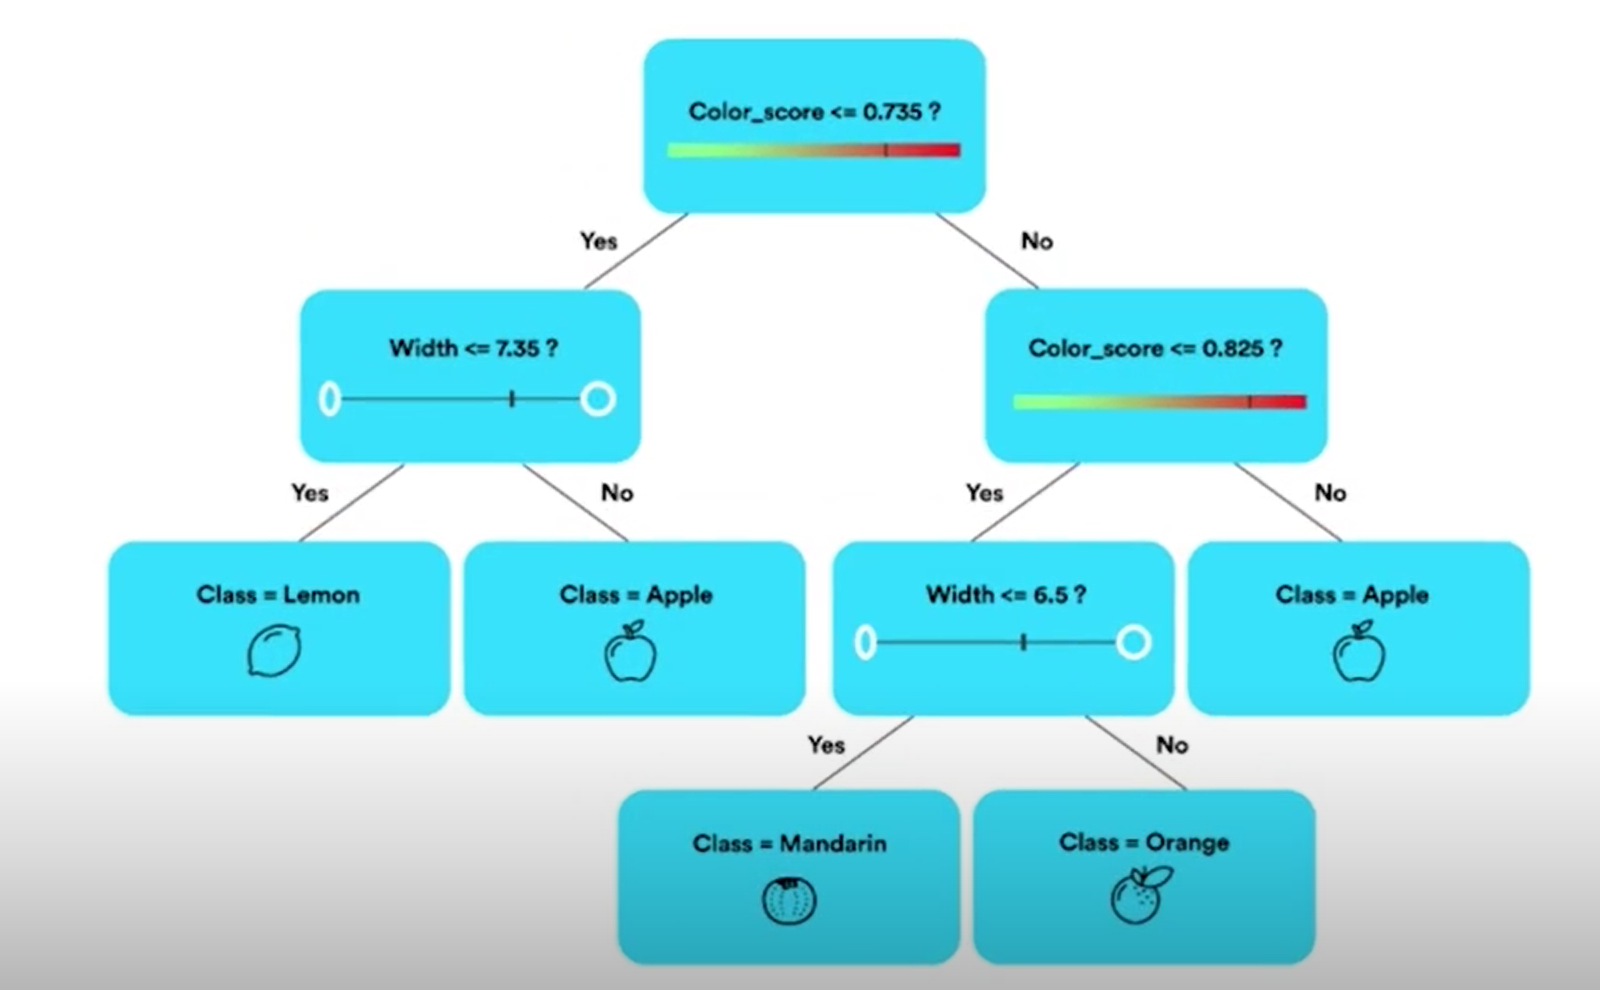 Color_score <= 0.735 ?
Yes
No
Width <= 7.35 ?
Color_score <= 0.825 ?
Yes
No
Yes
No
Class = Lemon
Class = Apple
Width <= 6.5 ?
Class = Apple
Yes
No
Class = Mandarin
Class = Orange